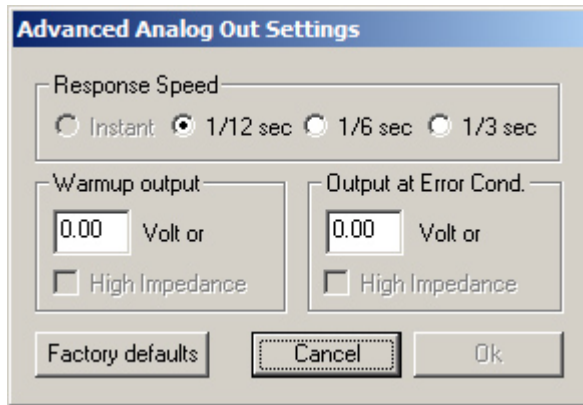 Advanced Analog Out Settings
Response Speed
Instant 1/12 sec 1/6 sec 1/3 sec
Warmup output
0.00 Volt or
High Impedance
Output at Error Cond.
0.00 Volt or
High Impedance
Factory defaults Cancel Ok